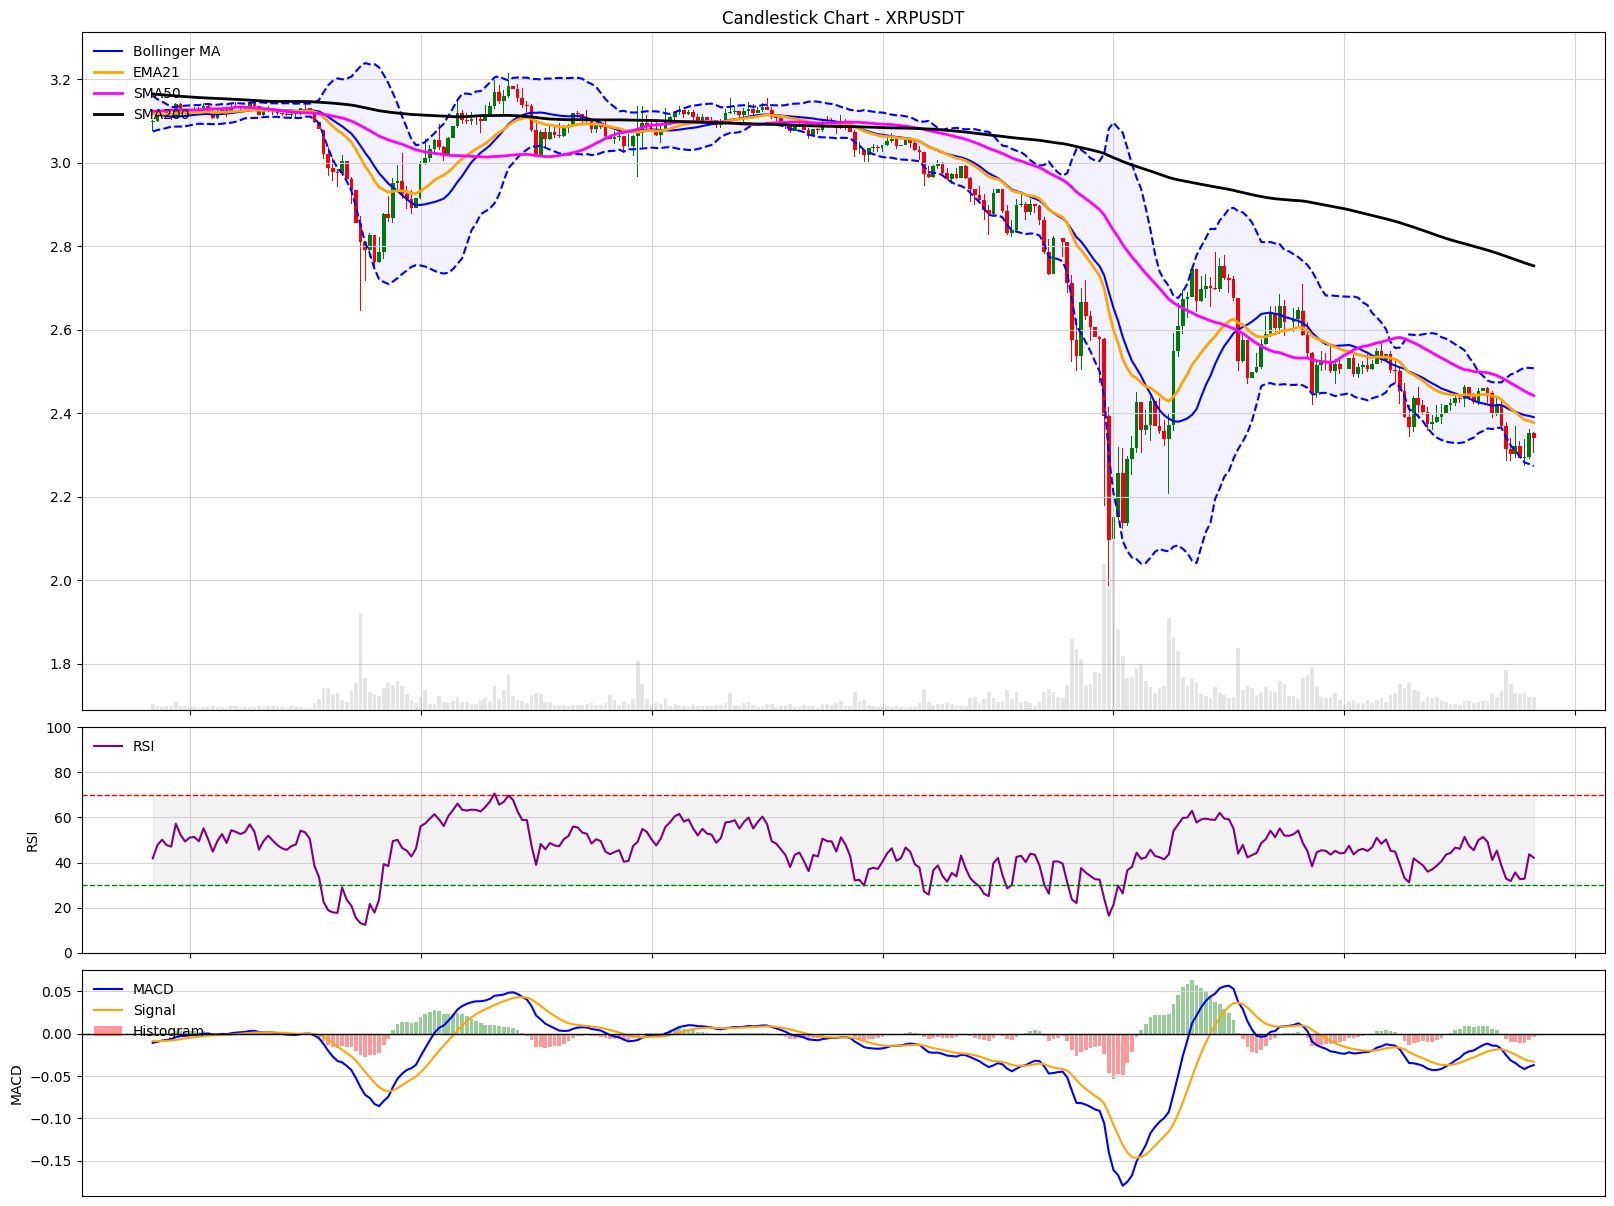 Candlestick Chart - XRPUSDT
Bollinger MA
EMA21
SMA50
SMA200
3.2
3.0
2.8
2.6
2.4
2.2
2.0
1.8
RSI
100
80
60
40
20
0
RSI
MACD
Signal
Histogram
0.05
0.00
−0.05
−0.10
−0.15
MACD